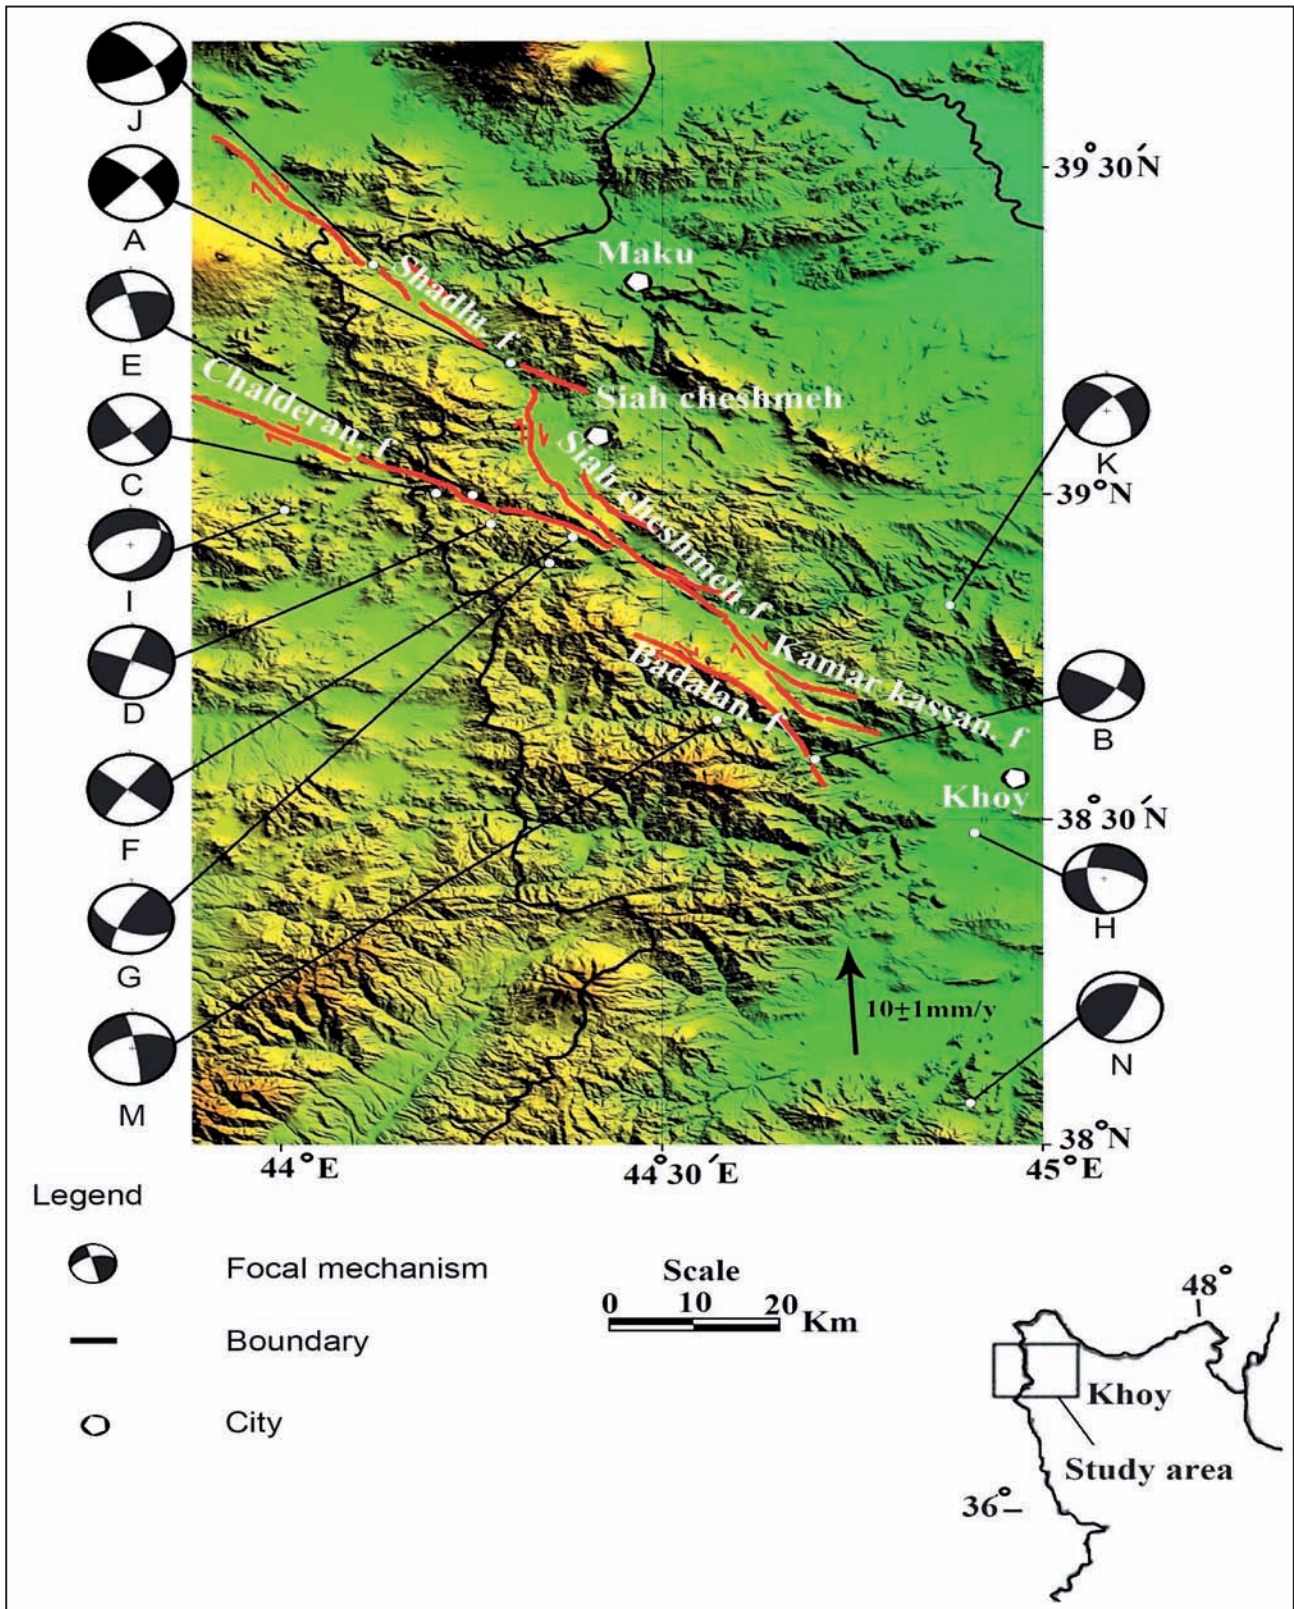 J
A
E
C
I
D
F
G
M
39° 30′ N
Maku
Shadlu. f
Chalderan. f
Siah cheshmeh
Siah cheshmeh.f
K
39° N
Kamar kassan. f
Badalan. f
B
Khoy
38° 30′ N
H
10±1mm/y
N
38° N
44° E
44° 30′ E
45° E
Legend
Focal mechanism
Boundary
City
Scale
0 10 20 Km
48°
Khoy
Study area
36°